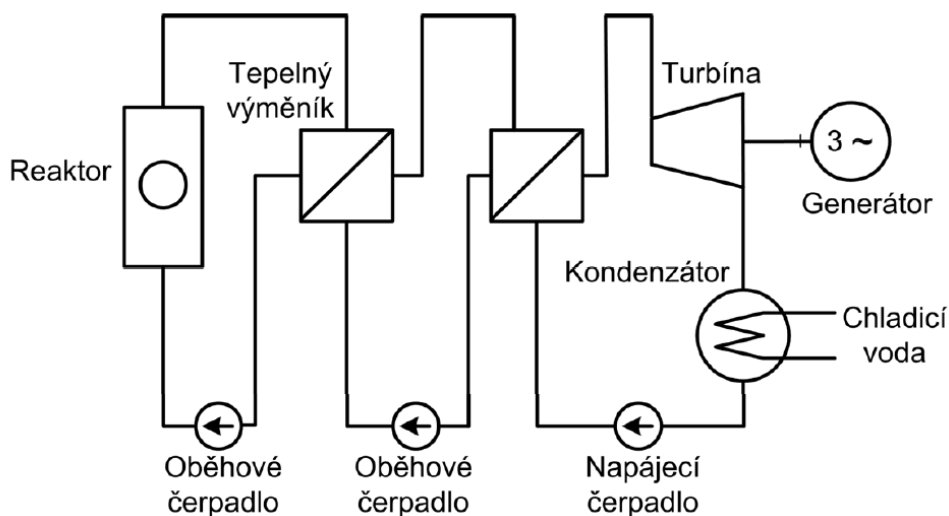 Tepelný
výměník
Turbína
Reaktor
3 ~
Generátor
Kondenzátor
Chladicí
voda
Oběhové
čerpadlo
Oběhové
čerpadlo
Napájecí
čerpadlo